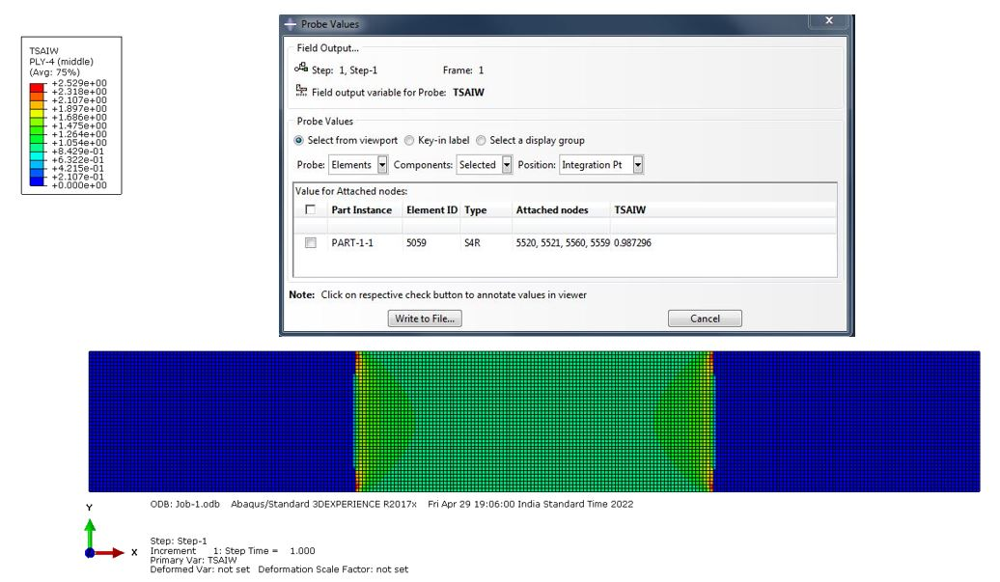 Probe Values
x
Field Output...
Step: 1, Step-1 Frame: 1
Field output variable for Probe: TSAIW
Probe Values
Select from viewport Key-in label Select a display group
Probe: Elements Components: Selected Position: Integration Pt
Value for Attached nodes:
Part Instance Element ID Type Attached nodes TSAIW
PART-1-1 5059 S4R 5520, 5521, 5560, 5559 0.987296
Note: Click on respective check button to annotate values in viewer
Write to File... Cancel
TSAIW
PLY-4 (middle)
(Avg: 75%)
+2.529e+00
+2.318e+00
+2.107e+00
+1.897e+00
+1.686e+00
+1.475e+00
+1.264e+00
+1.054e+00
+8.429e-01
+6.322e-01
+4.215e-01
+2.107e-01
+0.000e+00
Y
X
ODB: Job-1.odb Abaqus/Standard 3DEXPERIENCE R2017x Fri Apr 29 19:06:00 India Standard Time 2022
Step: Step-1
Increment 1: Step Time = 1.000
Primary Var: TSAIW
Deformed Var: not set Deformation Scale Factor: not set